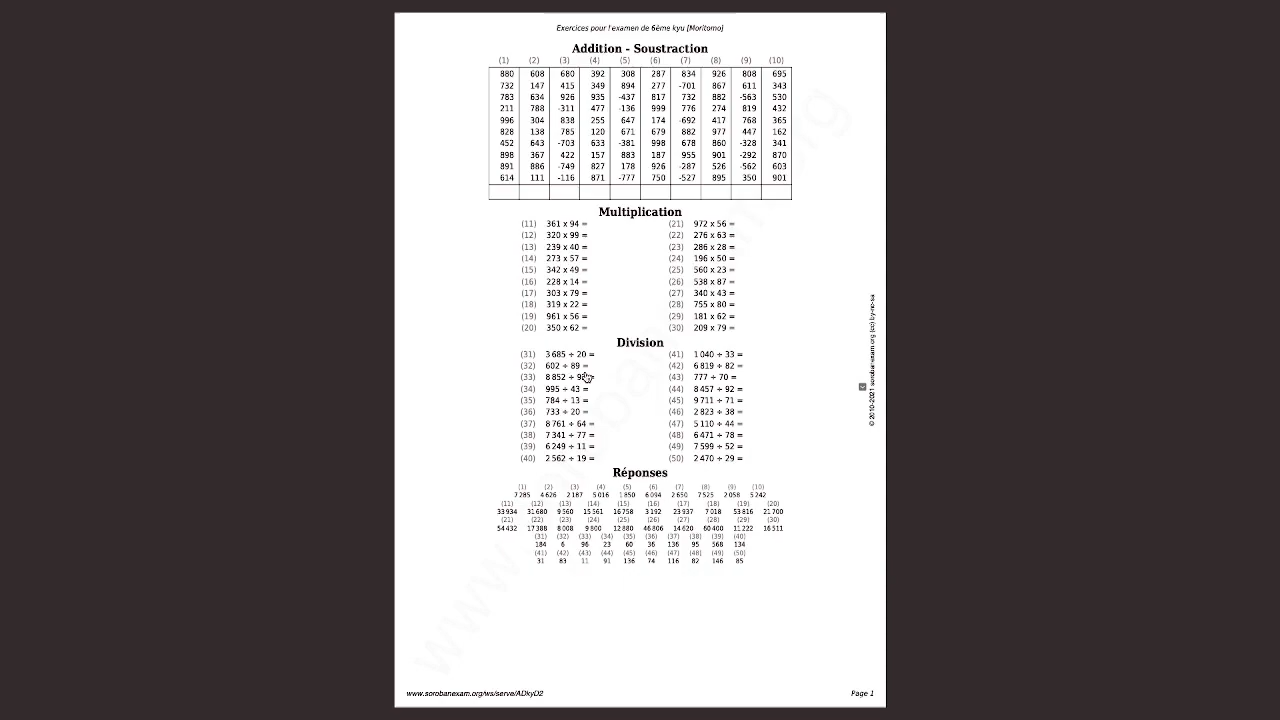 Exercices pour l'examen de 6ème kyu [Moritomo]
Addition - Soustraction
(1) (2) (3) (4) (5) (6) (7) (8) (9) (10)
880 608 680 392 308 287 834 926 808 695
732 147 415 349 894 277 -701 867 611 343
783 634 926 935 -437 817 732 882 -563 530
211 788 -311 477 -136 999 776 274 819 432
996 304 838 255 647 174 -692 417 768 365
828 138 785 120 671 679 882 977 447 162
452 643 -703 633 -381 998 678 860 -328 341
898 367 422 157 883 187 955 901 -292 870
891 886 -749 827 178 926 -287 526 -562 603
614 111 -116 871 -777 750 -527 895 350 901
Multiplication
(11) 361 x 94 = (21) 972 x 56 =
(12) 320 x 99 = (22) 276 x 63 =
(13) 239 x 40 = (23) 286 x 28 =
(14) 273 x 57 = (24) 196 x 50 =
(15) 342 x 49 = (25) 560 x 23 =
(16) 228 x 14 = (26) 538 x 87 =
(17) 303 x 79 = (27) 340 x 43 =
(18) 319 x 22 = (28) 755 x 80 =
(19) 961 x 56 = (29) 181 x 62 =
(20) 350 x 62 = (30) 209 x 79 =
Division
(31) 3 685 ÷ 20 = (41) 1 040 ÷ 33 =
(32) 602 ÷ 89 = (42) 6 819 ÷ 82 =
(33) 8 852 ÷ = (43) 777 ÷ 70 =
(34) 995 ÷ 43 = (44) 8 457 ÷ 92 =
(35) 784 ÷ 13 = (45) 9 711 ÷ 71 =
(36) 733 ÷ 20 = (46) 2 823 ÷ 38 =
(37) 8 761 ÷ 64 = (47) 5 110 ÷ 44 =
(38) 7 341 ÷ 77 = (48) 6 471 ÷ 78 =
(39) 6 249 ÷ 11 = (49) 7 599 ÷ 52 =
(40) 2 562 ÷ 19 = (50) 2 470 ÷ 29 =
Réponses
(1) (2) (3) (4) (5) (6) (7) (8) (9) (10)
7 285 4 626 2 187 5 016 1 850 6 094 2 650 7 525 2 058 5 242
(11) (12) (13) (14) (15) (16) (17) (18) (19) (20)
33 934 31 680 9 560 15 561 16 758 3 192 23 937 7 018 53 816 21 700
(21) (22) (23) (24) (25) (26) (27) (28) (29) (30)
54 432 17 388 8 008 9 800 12 880 46 806 14 620 60 400 11 222 16 511
(31) (32) (33) (34) (35) (36) (37) (38) (39) (40)
184 6 96 23 60 36 136 95 568 134
(41) (42) (43) (44) (45) (46) (47) (48) (49) (50)
31 83 11 91 136 74 116 82 146 85
© 2010-2021 sorobanexam.org (cc) by-nc-sa
www.sorobanexam.org/ws/serve/ADkyD2 Page 1